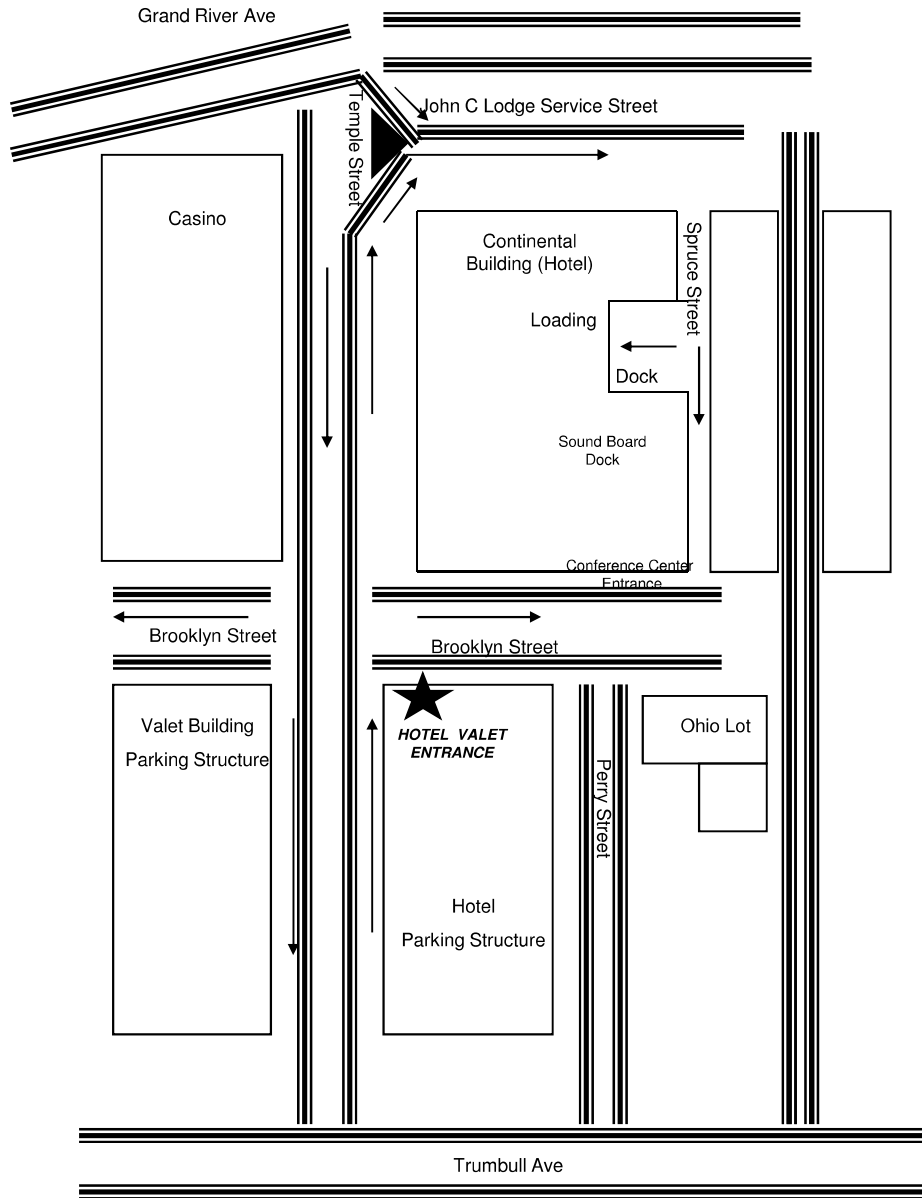 Grand River Ave
John C Lodge Service Street
Temple Street
Casino
Continental
Building (Hotel)
Spruce Street
Loading
Dock
Sound Board
Dock
Conference Center
Entrance
Brooklyn Street
Brooklyn Street
Valet Building
Parking Structure
HOTEL VALET
ENTRANCE
Ohio Lot
Perry Street
Hotel
Parking Structure
Trumbull Ave